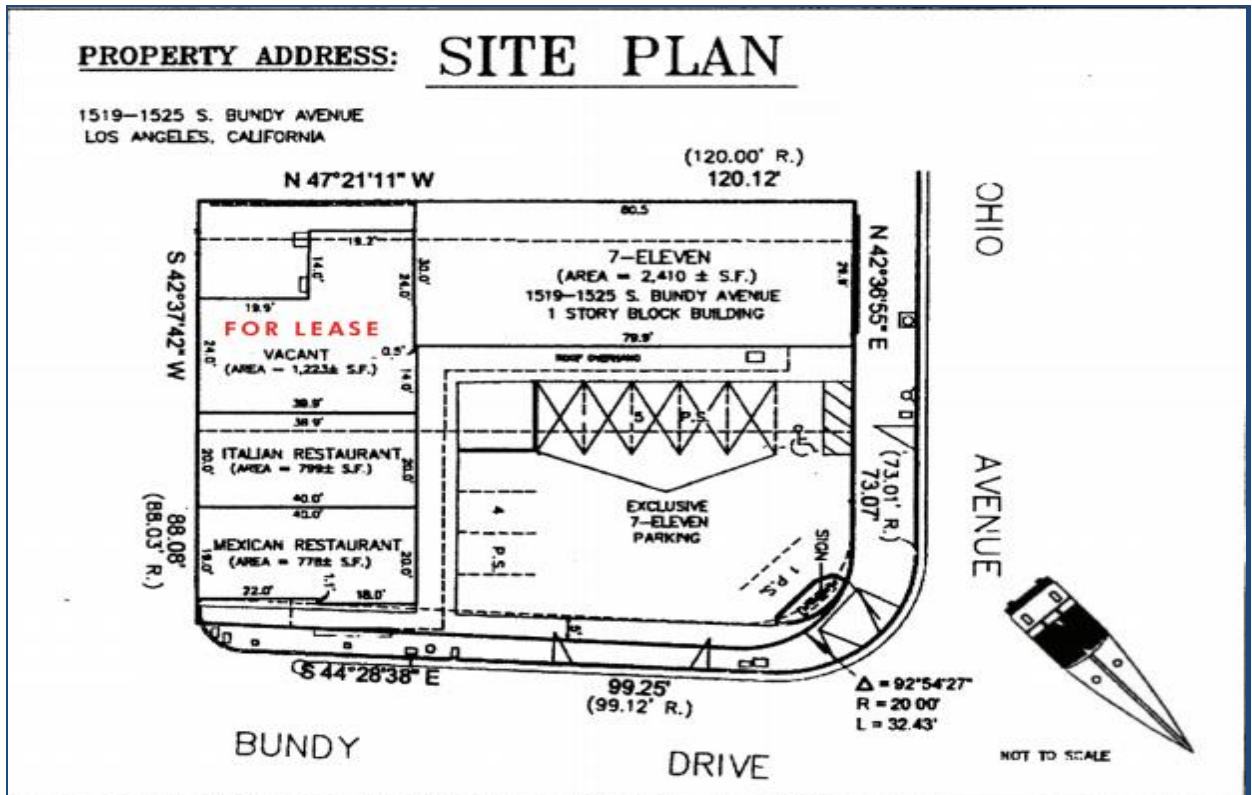 PROPERTY ADDRESS:
SITE PLAN
1519-1525 S. BUNDY AVENUE
LOS ANGELES, CALIFORNIA
N 47°21'11" W
(120.00' R.)
120.12'
OHIO
AVENUE
S 42°37'42" W
88.08'
(88.03' R.)
N 42°36'55" E
(73.01' R.)
73.07'
80.5
7-ELEVEN
(AREA = 2,410 ± S.F.)
1519-1525 S. BUNDY AVENUE
1 STORY BLOCK BUILDING
79.9'
30.0'
ROOF OVERHANG
19.2'
14.0'
19.9'
FOR LEASE
VACANT
(AREA = 1,223± S.F.)
24.0'
0.5'
14.0'
39.9'
38.9'
ITALIAN RESTAURANT
(AREA = 799± S.F.)
20.0'
20.0'
40.0'
40.0'
MEXICAN RESTAURANT
(AREA = 778± S.F.)
19.0'
20.0'
22.0'
1.1'
18.0'
5 P.S.
EXCLUSIVE
7-ELEVEN
PARKING
4 P.S.
SIGN
1 P.S.
S 44°28'38" E
99.25'
(99.12' R.)
Δ = 92°54'27"
R = 20.00'
L = 32.43'
BUNDY
DRIVE
NOT TO SCALE